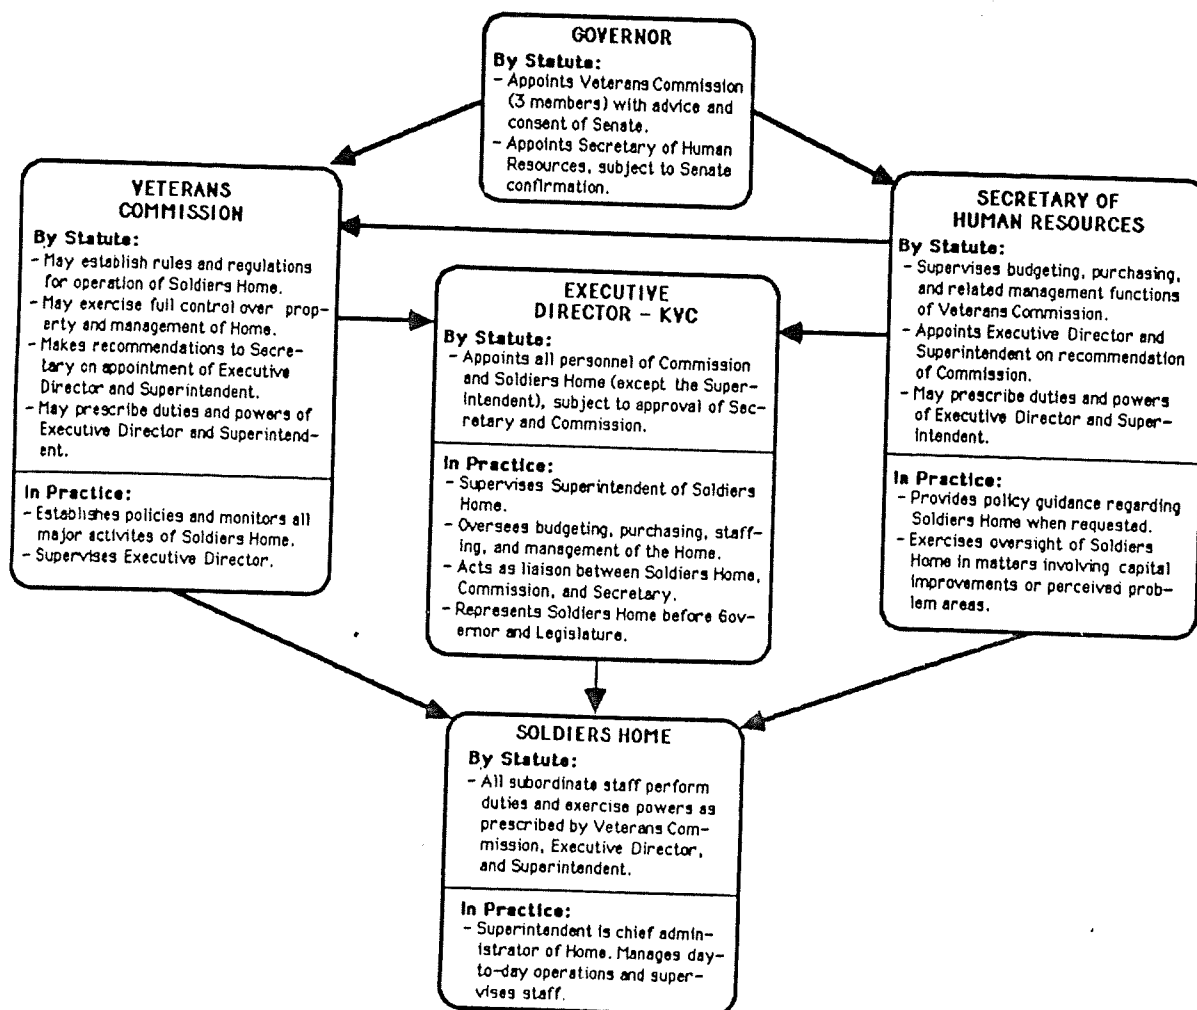 GOVERNOR
By Statute:
- Appoints Veterans Commission
(3 members) with advice and
consent of Senate.
- Appoints Secretary of Human
Resources, subject to Senate
confirmation.
VETERANS
COMMISSION
By Statute:
- May establish rules and regulations
for operation of Soldiers Home.
- May exercise full control over prop-
erty and management of Home.
- Makes recommendations to Secre-
tary on appointment of Executive
Director and Superintendent.
- May prescribe duties and powers of
Executive Director and Superintend-
ent.
In Practice:
- Establishes policies and monitors all
major activites of Soldiers Home.
- Supervises Executive Director.
EXECUTIVE
DIRECTOR - KVC
By Statute:
- Appoints all personnel of Commission
and Soldiers Home (except the Super-
intendent), subject to approval of Sec-
retary and Commission.
In Practice:
- Supervises Superintendent of Soldiers
Home.
- Oversees budgeting, purchasing, staff-
ing, and management of the Home.
- Acts as liaison between Soldiers Home,
Commission, and Secretary.
- Represents Soldiers Home before Gov-
ernor and Legislature.
SECRETARY OF
HUMAN RESOURCES
By Statute:
- Supervises budgeting, purchasing,
and related management functions
of Veterans Commission.
- Appoints Executive Director and
Superintendent on recommendation
of Commission.
- May prescribe duties and powers
of Executive Director and Super-
intendent.
In Practice:
- Provides policy guidance regarding
Soldiers Home when requested.
- Exercises oversight of Soldiers
Home in matters involving capital
improvements or perceived prob-
lem areas.
SOLDIERS HOME
By Statute:
- All subordinate staff perform
duties and exercise powers as
prescribed by Veterans Com-
mission, Executive Director,
and Superintendent.
In Practice:
- Superintendent is chief admin-
istrator of Home. Manages day-
to-day operations and super-
vises staff.